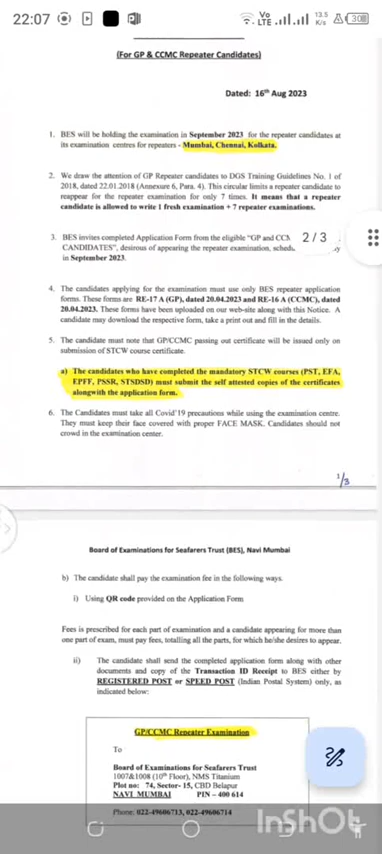 22:07
Vo
LTE
13.5
K/s
30
(For GP & CCMC Repeater Candidates)
Dated: 16th Aug 2023
1. BES will be holding the examination in September 2023 for the repeater candidates at
its examination centres for repeaters - Mumbai, Chennai, Kolkata.
2. We draw the attention of GP Repeater candidates to DGS Training Guidelines No. 1 of
2018, dated 22.01.2018 (Annexure 6, Para. 4). This circular limits a repeater candidate to
reappear for the repeater examination for only 7 times. It means that a repeater
candidate is allowed to write 1 fresh examination + 7 repeater examinations.
3. BES invites completed Application Form from the eligible "GP and CCM
2 / 3
CANDIDATES", desirous of appearing the repeater examination, schedu
in September 2023.
4. The candidates applying for the examination must use only BES repeater application
forms. These forms are RE-17 A (GP), dated 20.04.2023 and RE-16 A (CCMC), dated
20.04.2023. These forms have been uploaded on our web-site along with this Notice. A
candidate may download the respective form, take a print out and fill in the details.
5. The candidate must note that GP/CCMC passing out certificate will be issued only on
submission of STCW course certificate.
a) The candidates who have completed the mandatory STCW courses (PST, EFA,
EPFF, PSSR, STSDSD) must submit the self attested copies of the certificates
alongwith the application form.
6. The Candidates must take all Covid'19 precautions while using the examination centre.
They must keep their face covered with proper FACE MASK. Candidates should not
crowd in the examination center.
1/3
Board of Examinations for Seafarers Trust (BES), Navi Mumbai
b) The candidate shall pay the examination fee in the following ways.
i) Using QR code provided on the Application Form
Fees is prescribed for each part of examination and a candidate appearing for more than
one part of exam, must pay fees, totalling all the parts, for which he/she desires to appear.
ii) The candidate shall send the completed application form along with other
documents and copy of the Transaction ID Receipt to BES either by
REGISTERED POST or SPEED POST (Indian Postal System) only, as
indicated below:
GP/CCMC Repeater Examination
To
Board of Examinations for Seafarers Trust
1007&1008 (10th Floor), NMS Titanium
Plot no: 74, Sector- 15, CBD Belapur
NAVI MUMBAI PIN – 400 614
Phone: 022-49606713, 022-49606714
InShOt